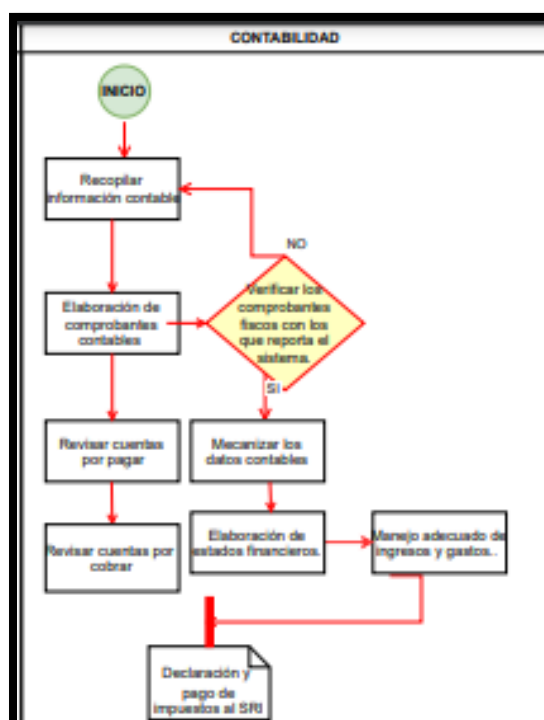 CONTABILIDAD
INICIO
Recopilar
información contable
NO
Elaboración de
comprobantes
contables
Verificar los
comprobantes
fiscos con los
que reporta el
sistema.
SI
Revisar cuentas
por pagar
Mecanizar los
datos contables
Revisar cuentas por
cobrar
Elaboración de
estados financieros.
Manejo adecuado de
ingresos y gastos..
Declaración y
pago de
impuestos al SRI